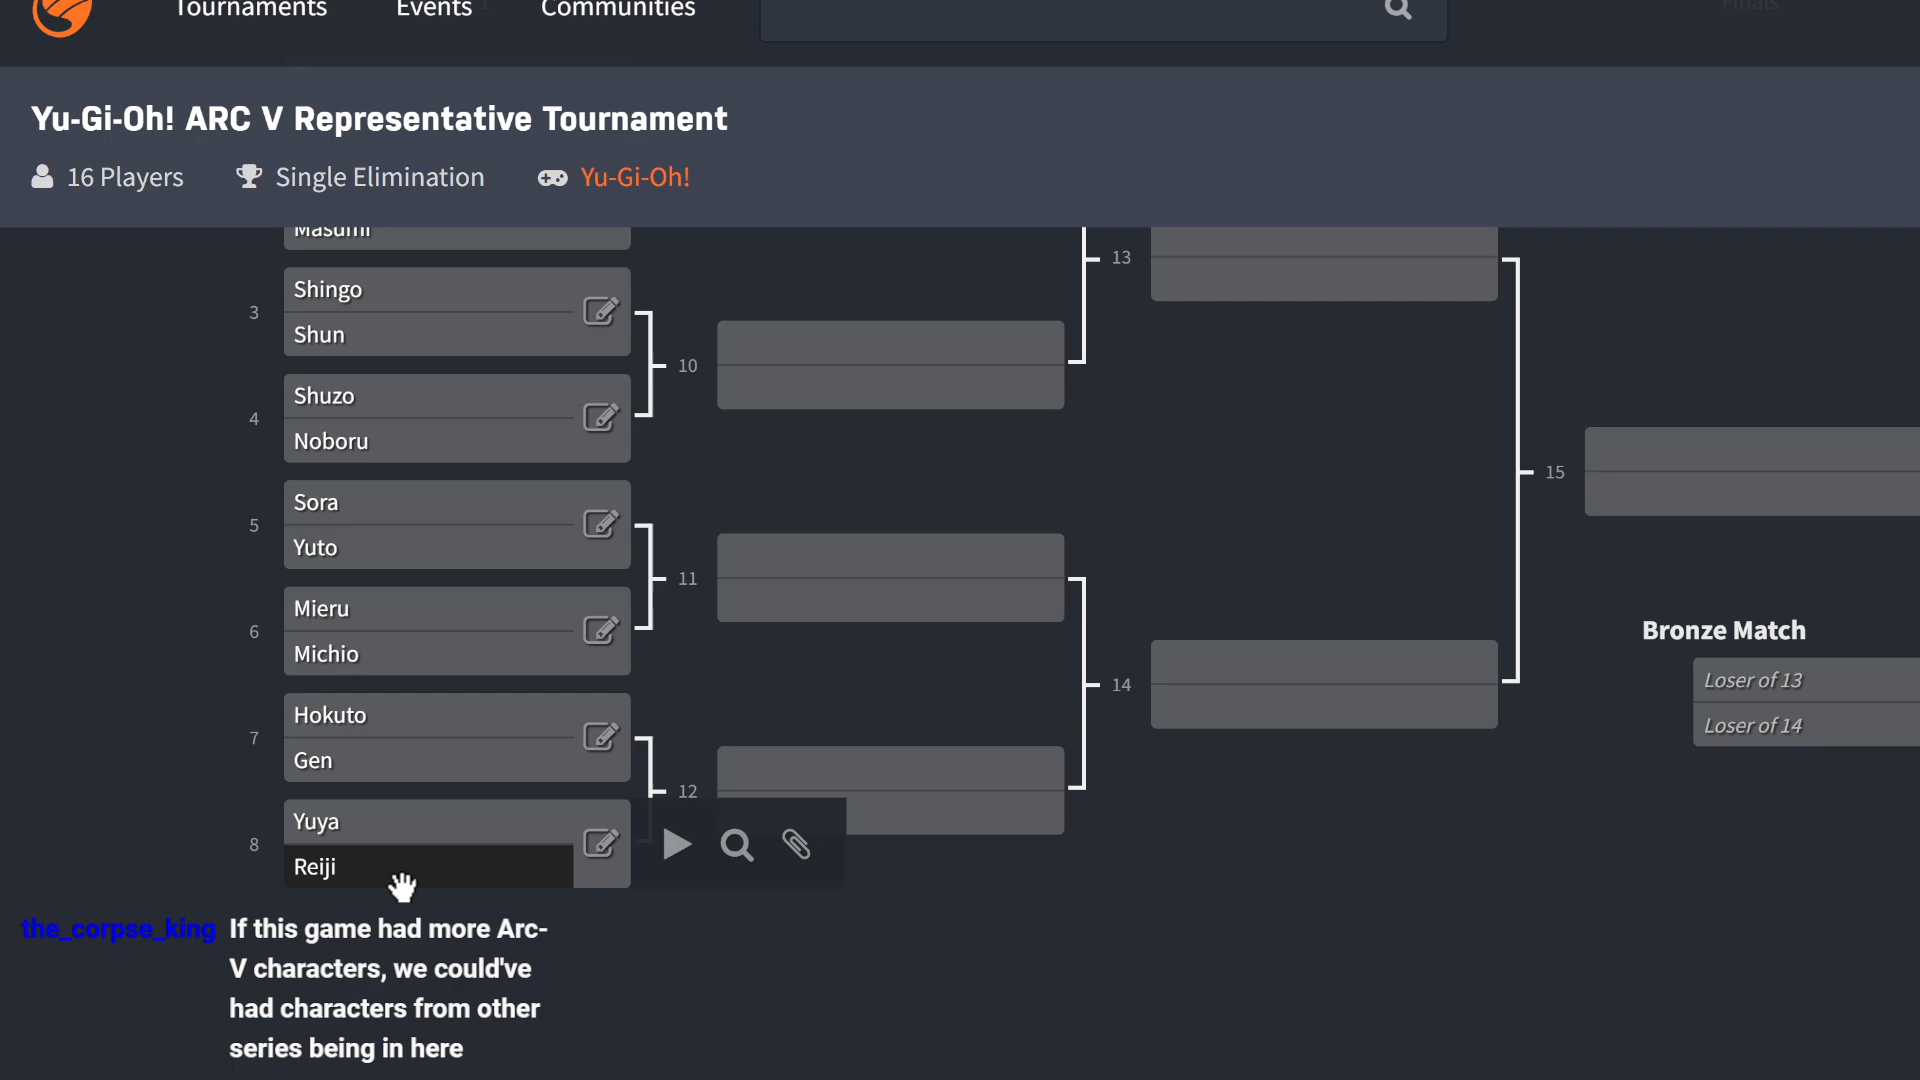 Tournaments Events 1 Communities
Finals
Yu-Gi-Oh! ARC V Representative Tournament
16 Players Single Elimination Yu-Gi-Oh!
Masumi
3
Shingo
Shun
4
Shuzo
Noboru
5
Sora
Yuto
6
Mieru
Michio
7
Hokuto
Gen
8
Yuya
Reiji
10
11
12
13
14
15
Bronze Match
Loser of 13
Loser of 14
the_corpse_king If this game had more Arc-
V characters, we could've
had characters from other
series being in here